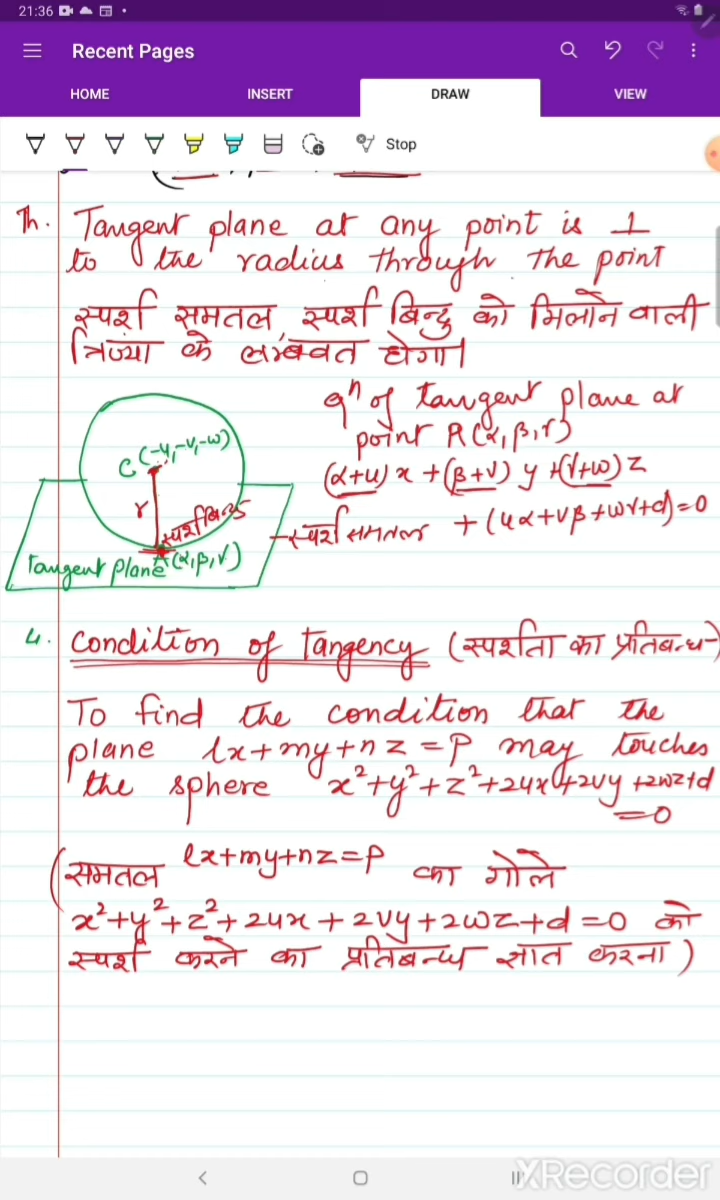 21:36
Recent Pages
HOME INSERT DRAW VIEW
Stop
Th. Tangent plane at any point is ⊥
to the radius through the point
स्पर्श समतल, स्पर्श बिन्दु को मिलाने वाली
त्रिज्या के लम्बवत होगा।
C (-u,-v,-w)
r
स्पर्श बिन्दु
A(α,β,γ)
Tangent plane
qⁿ of tangent plane at
point A(α,β,γ)
(α+u)x+(β+v)y+(γ+w)z
+(uα+vβ+wγ+d)=0
स्पर्श समतल
4. Condition of Tangency (स्पर्शता का प्रतिबन्ध)
To find the condition that the
plane lx+my+nz=P may touches
the sphere x²+y²+z²+2ux+2vy+2wz+d
=0
(समतल lx+my+nz=P का गोले
x²+y²+z²+2ux+2vy+2wz+d=0 को
स्पर्श करने का प्रतिबन्ध ज्ञात करना)
XRecorder